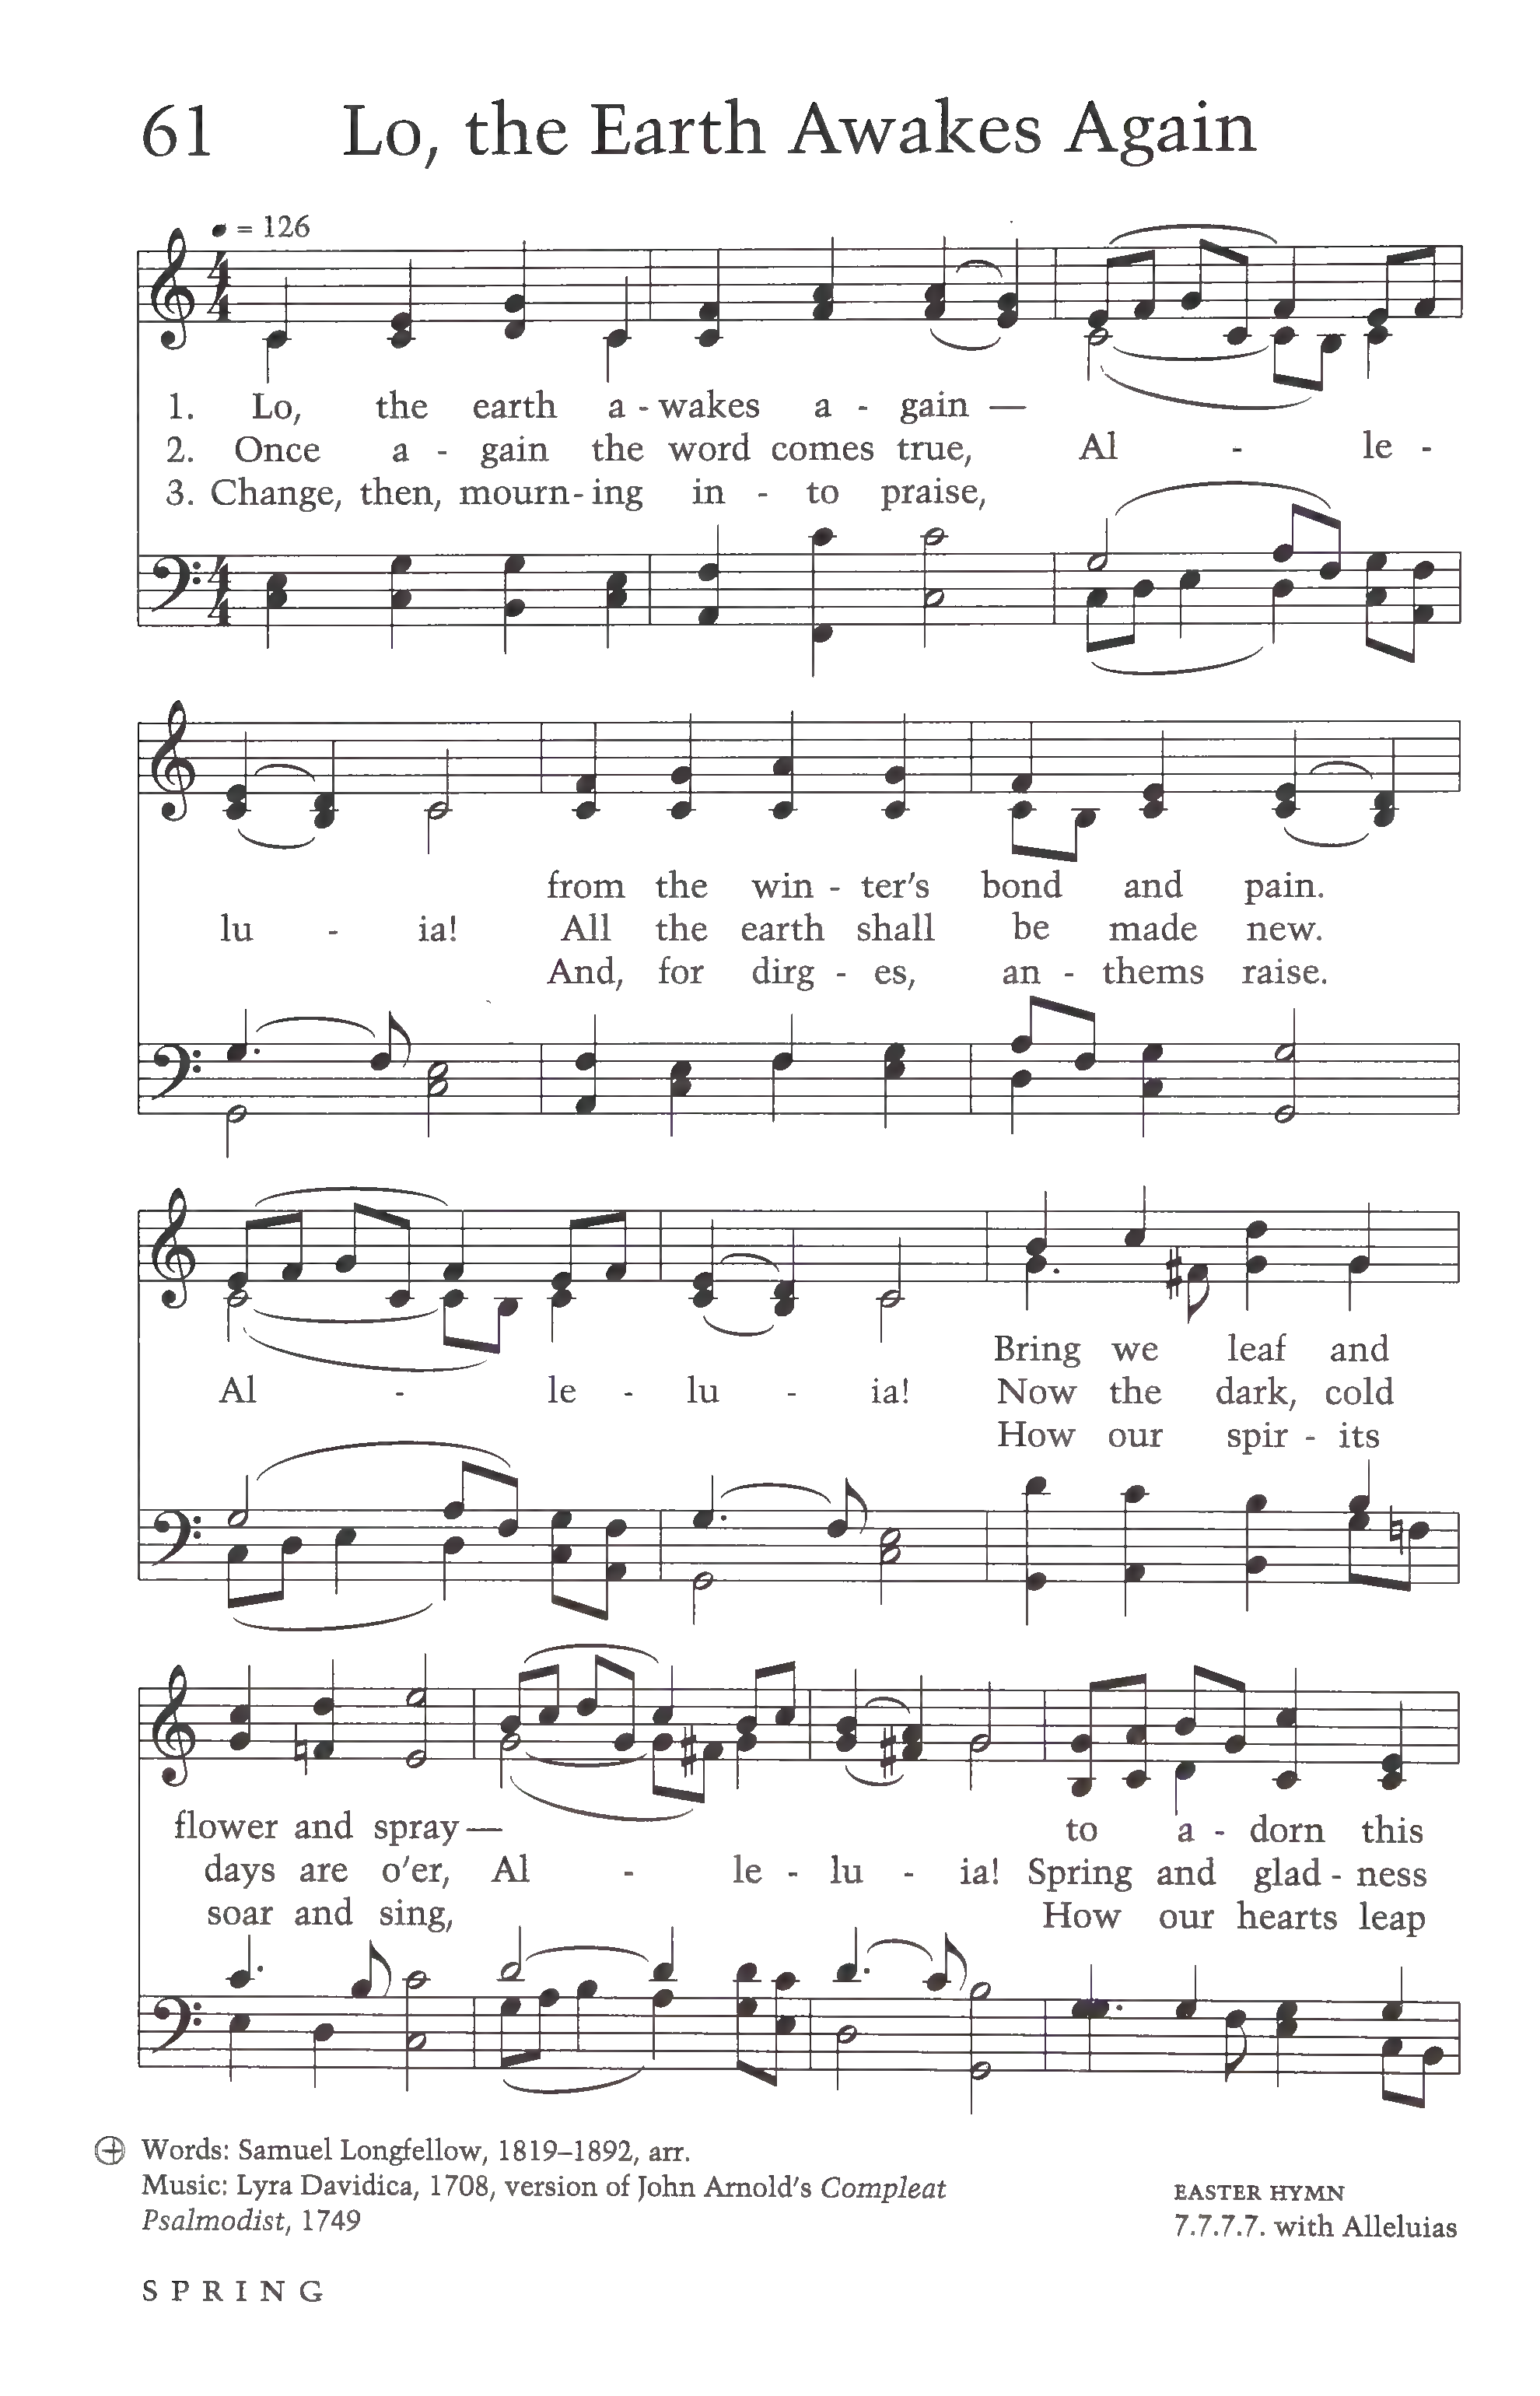 61 Lo, the Earth Awakes Again
= 126
1. Lo, the earth a - wakes a - gain —
2. Once a - gain the word comes true, Al - le -
3. Change, then, mourn - ing in - to praise,
from the win - ter's bond and pain.
lu - ia! All the earth shall be made new.
And, for dirg - es, an - thems raise.
Bring we leaf and
Al - le - lu - ia! Now the dark, cold
How our spir - its
flower and spray — to a - dorn this
days are o'er, Al - le - lu - ia! Spring and glad - ness
soar and sing, How our hearts leap
Words: Samuel Longfellow, 1819–1892, arr.
Music: Lyra Davidica, 1708, version of John Arnold's Compleat
Psalmodist, 1749
EASTER HYMN
7.7.7.7. with Alleluias
SPRING